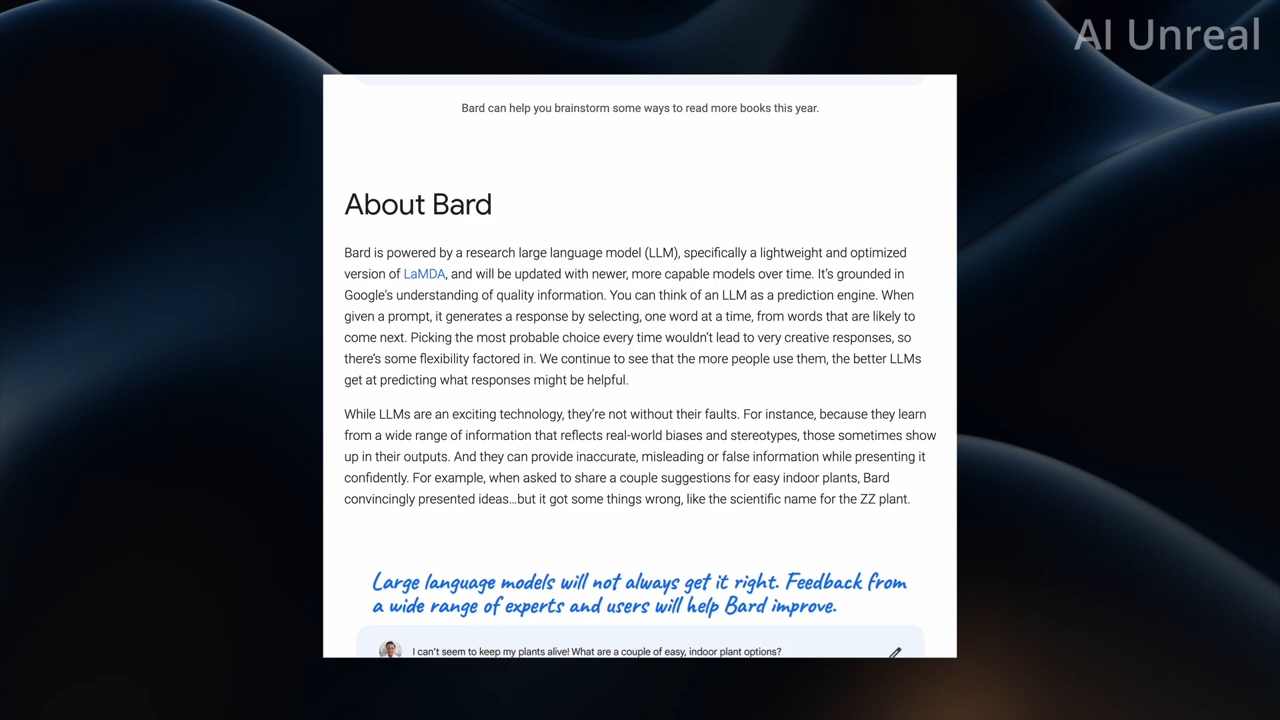 AI Unreal
Bard can help you brainstorm some ways to read more books this year.
About Bard
Bard is powered by a research large language model (LLM), specifically a lightweight and optimized
version of LaMDA, and will be updated with newer, more capable models over time. It's grounded in
Google's understanding of quality information. You can think of an LLM as a prediction engine. When
given a prompt, it generates a response by selecting, one word at a time, from words that are likely to
come next. Picking the most probable choice every time wouldn't lead to very creative responses, so
there's some flexibility factored in. We continue to see that the more people use them, the better LLMs
get at predicting what responses might be helpful.
While LLMs are an exciting technology, they're not without their faults. For instance, because they learn
from a wide range of information that reflects real-world biases and stereotypes, those sometimes show
up in their outputs. And they can provide inaccurate, misleading or false information while presenting it
confidently. For example, when asked to share a couple suggestions for easy indoor plants, Bard
convincingly presented ideas…but it got some things wrong, like the scientific name for the ZZ plant.
Large language models will not always get it right. Feedback from
a wide range of experts and users will help Bard improve.
I can't seem to keep my plants alive! What are a couple of easy, indoor plant options?